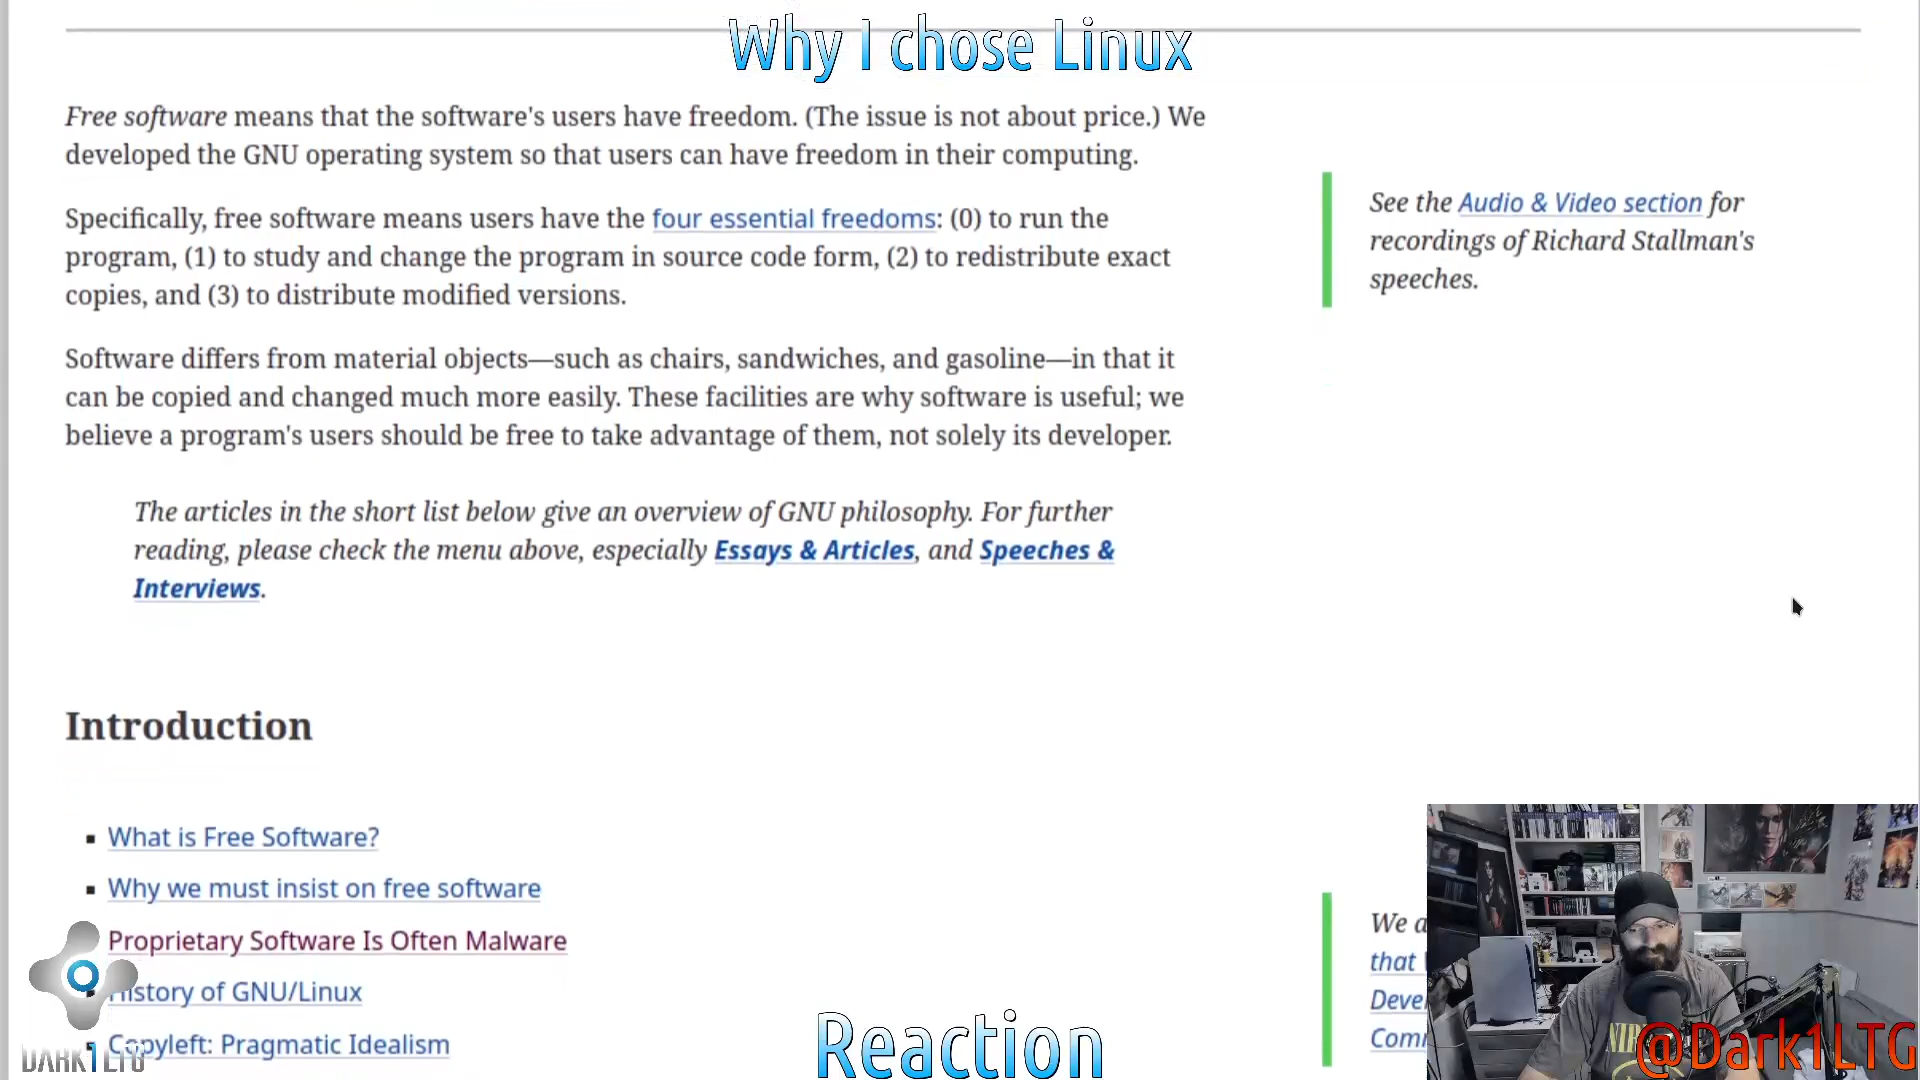 Why I chose Linux
Free software means that the software's users have freedom. (The issue is not about price.) We
developed the GNU operating system so that users can have freedom in their computing.
Specifically, free software means users have the four essential freedoms: (0) to run the
program, (1) to study and change the program in source code form, (2) to redistribute exact
copies, and (3) to distribute modified versions.
See the Audio & Video section for
recordings of Richard Stallman's
speeches.
Software differs from material objects—such as chairs, sandwiches, and gasoline—in that it
can be copied and changed much more easily. These facilities are why software is useful; we
believe a program's users should be free to take advantage of them, not solely its developer.
The articles in the short list below give an overview of GNU philosophy. For further
reading, please check the menu above, especially Essays & Articles, and Speeches &
Interviews.
Introduction
What is Free Software?
Why we must insist on free software
Proprietary Software Is Often Malware
History of GNU/Linux
Copyleft: Pragmatic Idealism
We a
that
Deve
Com
DARK1LTG
Reaction
@Dark1LTG